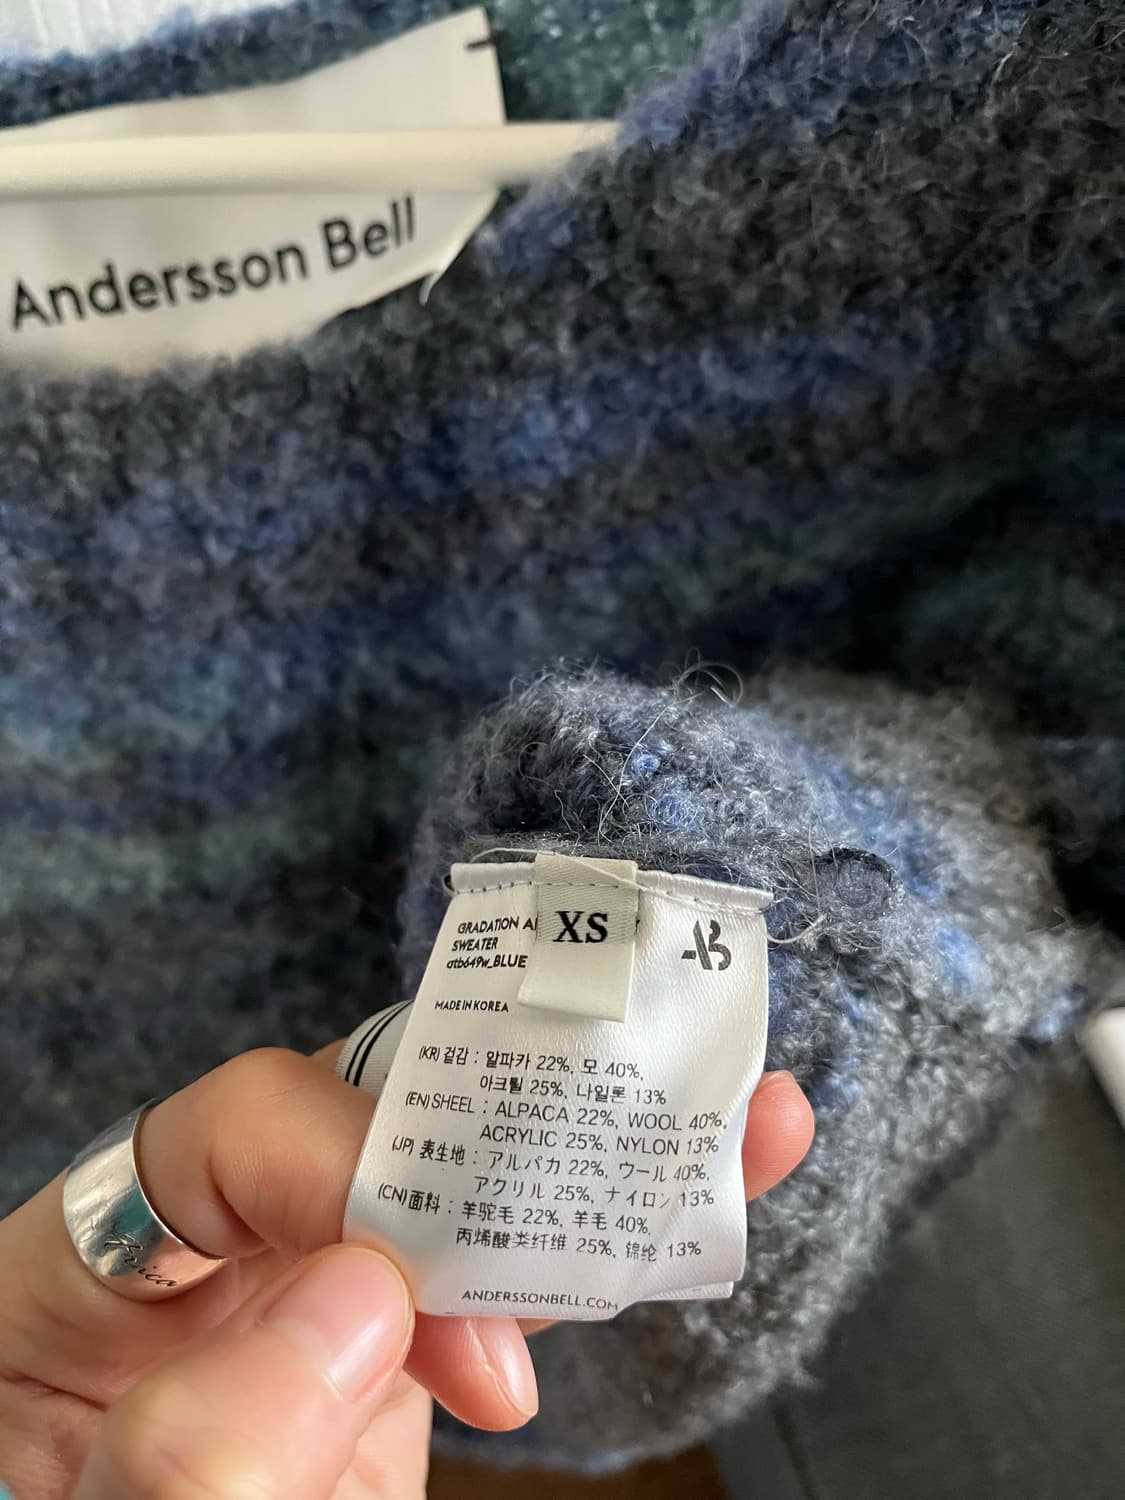 Andersson Bell
XS
AB
GRADATION
SWEATER
atb649w_BLUE
MADE IN KOREA
(KR) 겉감 : 알파카 22%, 모 40%,
아크릴 25%, 나일론 13%
(EN) SHEEL : ALPACA 22%, WOOL 40%,
ACRYLIC 25%, NYLON 13%
(JP) 表生地 : アルパカ 22%, ウール 40%,
アクリル 25%, ナイロン 13%
(CN) 面料 : 羊驼毛 22%, 羊毛 40%,
丙烯酸类纤维 25%, 锦纶 13%
ANDERSSONBELL.COM